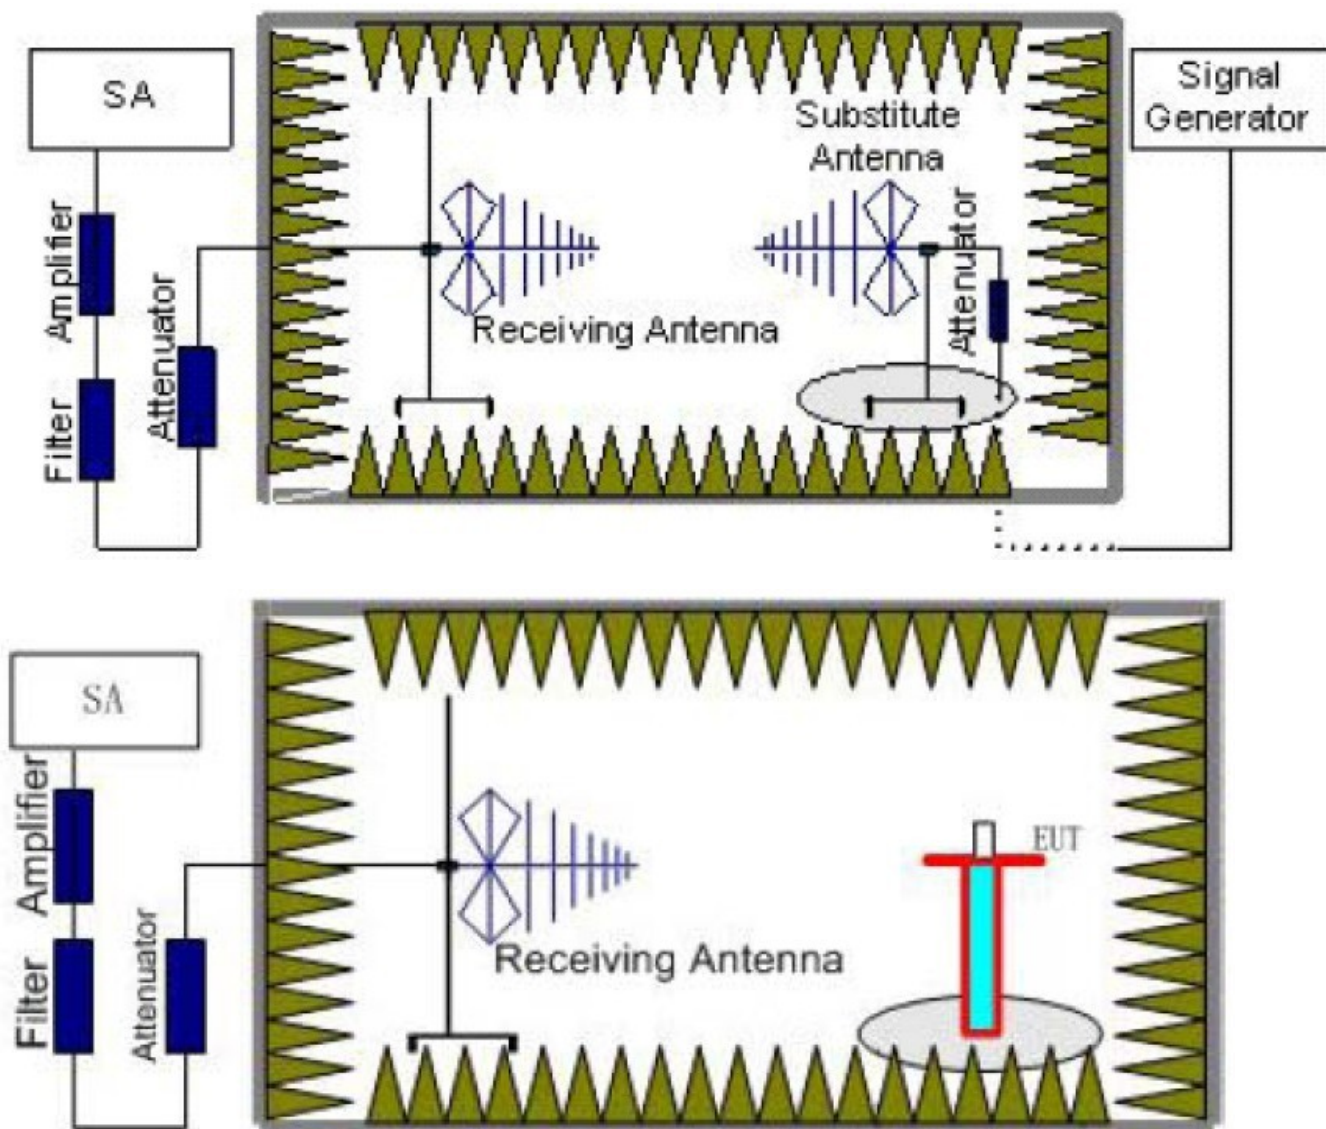 SA
Signal
Generator
Substitute
Antenna
Amplifier
Attenuator
Attenuator
Receiving Antenna
Filter
SA
Amplifier
EUT
Receiving Antenna
Filter
Attenuator